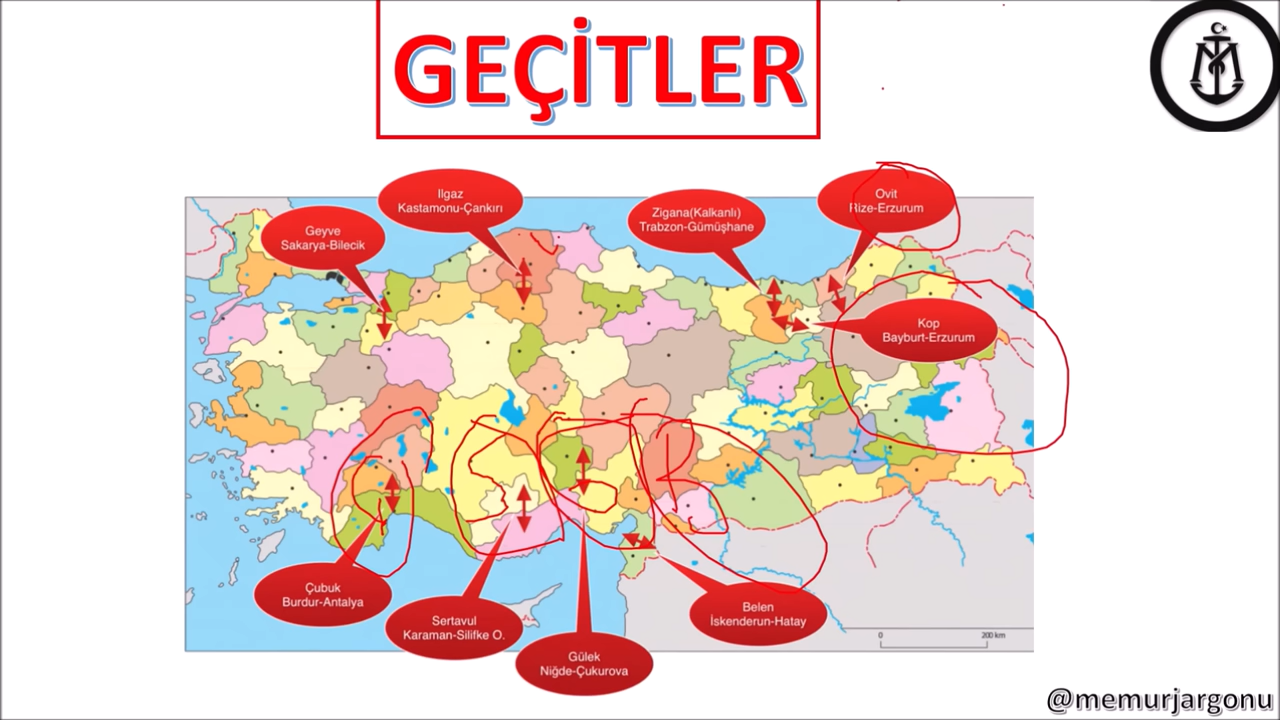 GEÇİTLER
Ilgaz
Kastamonu-Çankırı
Ovit
Rize-Erzurum
Zigana(Kalkanlı)
Trabzon-Gümüşhane
Geyve
Sakarya-Bilecik
Kop
Bayburt-Erzurum
Çubuk
Burdur-Antalya
Sertavul
Karaman-Silifke O.
Belen
İskenderun-Hatay
Gülek
Niğde-Çukurova
0 200 km
@memurjargonu